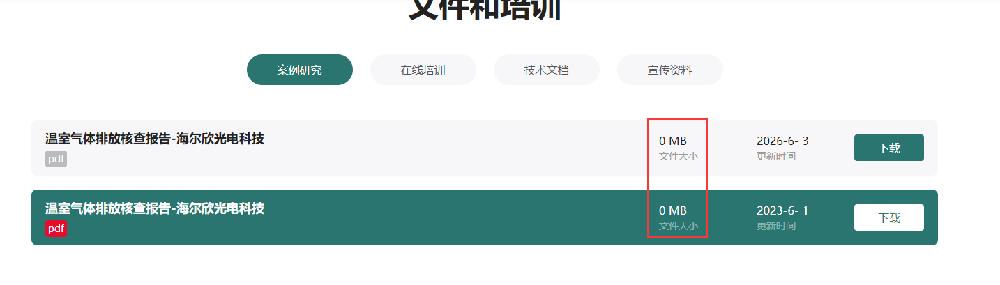 文件和培训
案例研究
在线培训
技术文档
宣传资料
温室气体排放核查报告-海尔欣光电科技
pdf
0 MB
文件大小
2026-6- 3
更新时间
下载
温室气体排放核查报告-海尔欣光电科技
pdf
0 MB
文件大小
2023-6- 1
更新时间
下载